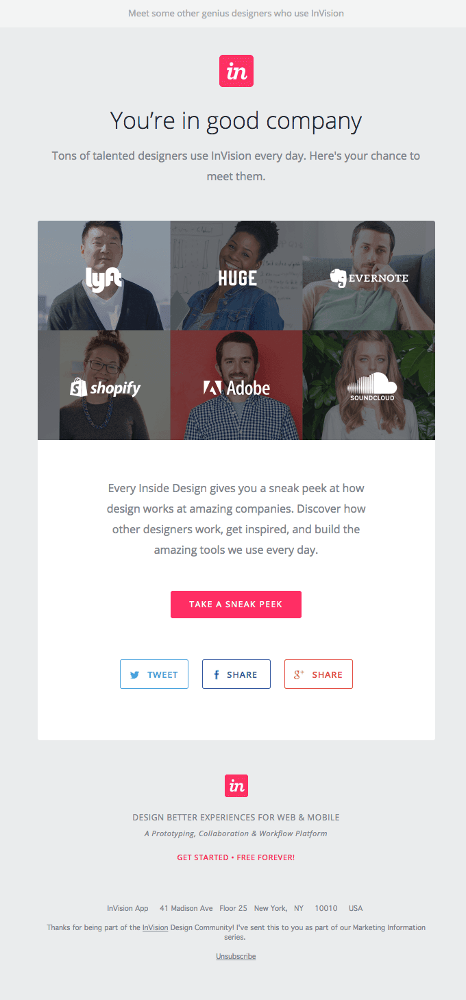 Meet some other genius designers who use InVision
in
You're in good company
Tons of talented designers use InVision every day. Here's your chance to
meet them.
lyft
HUGE
EVERNOTE
shopify
Adobe
SOUNDCLOUD
Every Inside Design gives you a sneak peek at how
design works at amazing companies. Discover how
other designers work, get inspired, and build the
amazing tools we use every day.
TAKE A SNEAK PEEK
TWEET
f SHARE
g+ SHARE
in
DESIGN BETTER EXPERIENCES FOR WEB & MOBILE
A Prototyping, Collaboration & Workflow Platform
GET STARTED • FREE FOREVER!
InVision App 41 Madison Ave Floor 25 New York, NY 10010 USA
Thanks for being part of the InVision Design Community! I've sent this to you as part of our Marketing Information
series.
Unsubscribe